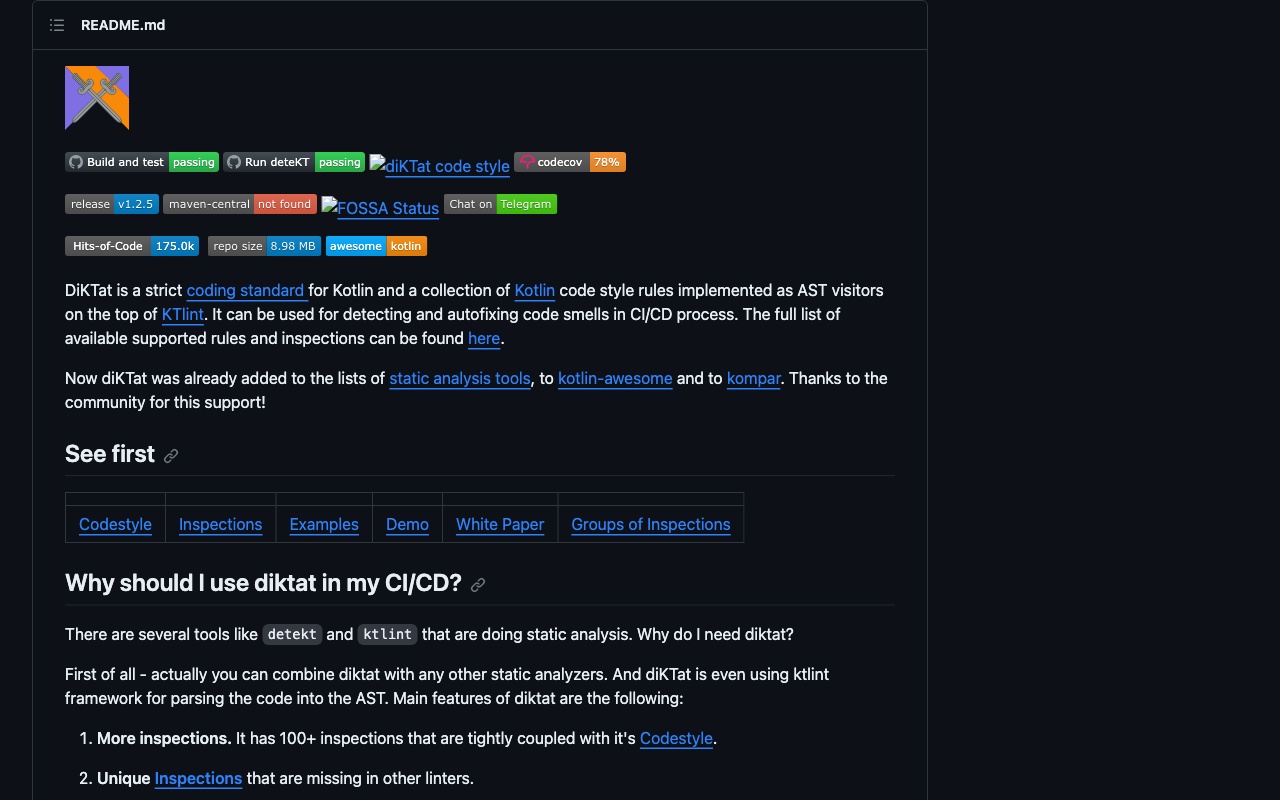 README.md
Build and test passing Run deteKT passing diKTat code style codecov 78%
release v1.2.5 maven-central not found FOSSA Status Chat on Telegram
Hits-of-Code 175.0k repo size 8.98 MB awesome kotlin
DiKTat is a strict coding standard for Kotlin and a collection of Kotlin code style rules implemented as AST visitors
on the top of KTlint. It can be used for detecting and autofixing code smells in CI/CD process. The full list of
available supported rules and inspections can be found here.
Now diKTat was already added to the lists of static analysis tools, to kotlin-awesome and to kompar. Thanks to the
community for this support!
See first
Codestyle Inspections Examples Demo White Paper Groups of Inspections
Why should I use diktat in my CI/CD?
There are several tools like detekt and ktlint that are doing static analysis. Why do I need diktat?
First of all - actually you can combine diktat with any other static analyzers. And diKTat is even using ktlint
framework for parsing the code into the AST. Main features of diktat are the following:
1. More inspections. It has 100+ inspections that are tightly coupled with it's Codestyle.
2. Unique Inspections that are missing in other linters.